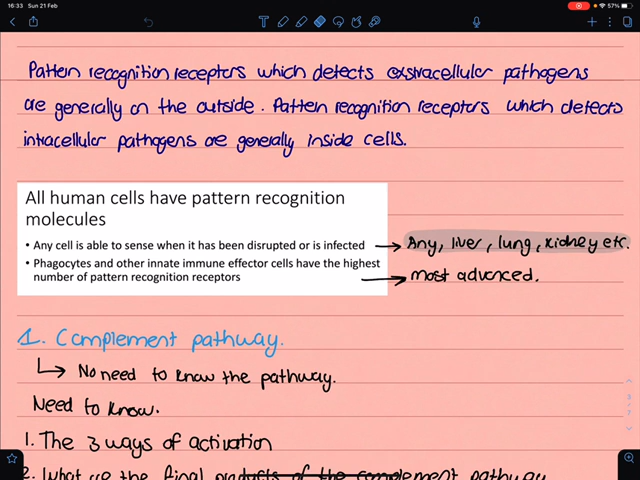 16:33 Sun 21 Feb
57%
Pattern recognition receptors which detects exstracellular pathogens
are generally on the outside. Pattern recognition receptors which detects
intracellular pathogens are generally inside cells.
All human cells have pattern recognition
molecules
• Any cell is able to sense when it has been disrupted or is infected → Any, liver, lung, kidney etc.
• Phagocytes and other innate immune effector cells have the highest
number of pattern recognition receptors → most advanced.
1. Complement pathway.
↳ No need to know the pathway.
Need to know.
1. The 3 ways of activation
2. What are the final products of the complement pathway